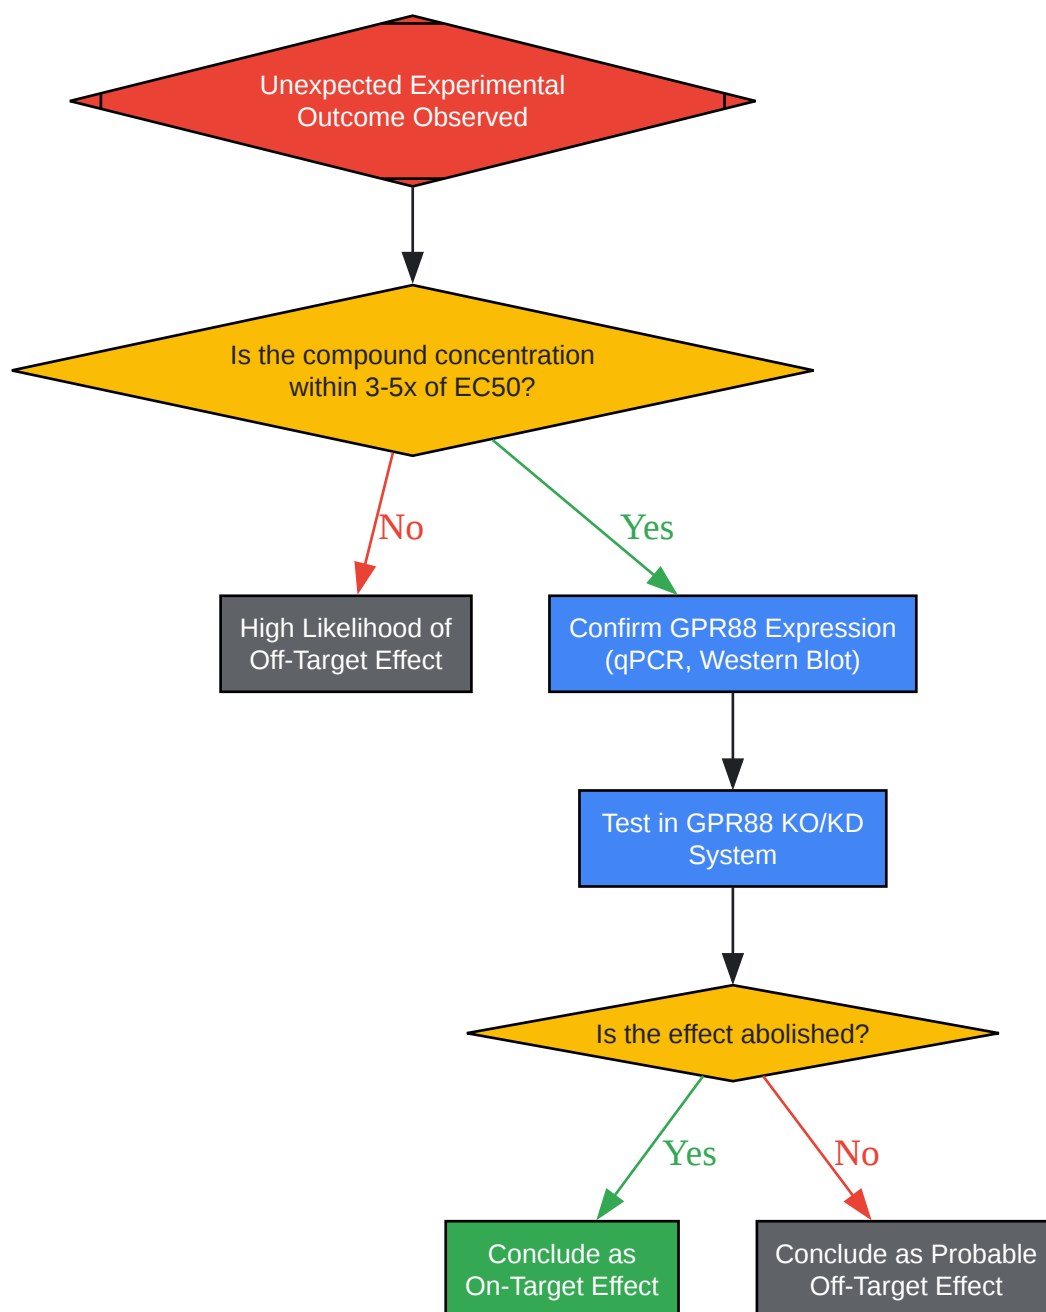 Unexpected Experimental
Outcome Observed
Is the compound concentration
within 3-5x of EC50?
No
Yes
High Likelihood of
Off-Target Effect
Confirm GPR88 Expression
(qPCR, Western Blot)
Test in GPR88 KO/KD
System
Is the effect abolished?
Yes
No
Conclude as
On-Target Effect
Conclude as Probable
Off-Target Effect